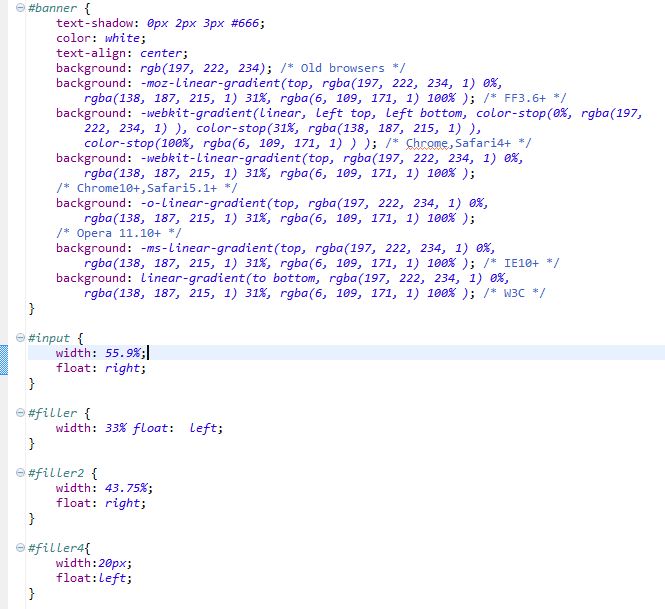 #banner {
text-shadow: 0px 2px 3px #666;
color: white;
text-align: center;
background: rgb(197, 222, 234); /* Old browsers */
background: -moz-linear-gradient(top, rgba(197, 222, 234, 1) 0%,
rgba(138, 187, 215, 1) 31%, rgba(6, 109, 171, 1) 100% ); /* FF3.6+ */
background: -webkit-gradient(linear, left top, left bottom, color-stop(0%, rgba(197,
222, 234, 1) ), color-stop(31%, rgba(138, 187, 215, 1) ),
color-stop(100%, rgba(6, 109, 171, 1) ) ); /* Chrome,Safari4+ */
background: -webkit-linear-gradient(top, rgba(197, 222, 234, 1) 0%,
rgba(138, 187, 215, 1) 31%, rgba(6, 109, 171, 1) 100% );
/* Chrome10+,Safari5.1+ */
background: -o-linear-gradient(top, rgba(197, 222, 234, 1) 0%,
rgba(138, 187, 215, 1) 31%, rgba(6, 109, 171, 1) 100% );
/* Opera 11.10+ */
background: -ms-linear-gradient(top, rgba(197, 222, 234, 1) 0%,
rgba(138, 187, 215, 1) 31%, rgba(6, 109, 171, 1) 100% ); /* IE10+ */
background: linear-gradient(to bottom, rgba(197, 222, 234, 1) 0%,
rgba(138, 187, 215, 1) 31%, rgba(6, 109, 171, 1) 100% ); /* W3C */
}
#input {
width: 55.9%;
float: right;
}
#filler {
width: 33% float:  left;
}
#filler2 {
width: 43.75%;
float: right;
}
#filler4{
width:20px;
float:left;
}